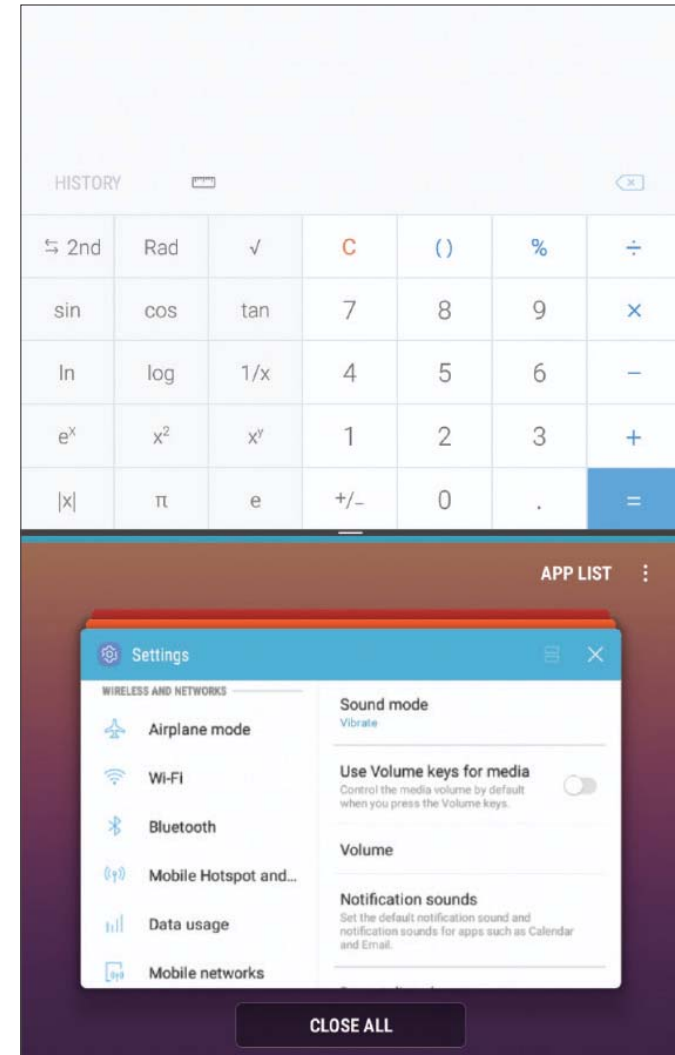 HISTORY
⇆ 2nd Rad √ C () % ÷
sin cos tan 7 8 9 ×
ln log 1/x 4 5 6 −
eˣ x² xʸ 1 2 3 +
|x| π e +/− 0 . =
APP LIST
Settings
WIRELESS AND NETWORKS
Airplane mode
Wi-Fi
Bluetooth
Mobile Hotspot and...
Data usage
Mobile networks
Sound mode
Vibrate
Use Volume keys for media
Control the media volume by default
when you press the Volume keys.
Volume
Notification sounds
Set the default notification sound and
notification sounds for apps such as Calendar
and Email.
CLOSE ALL